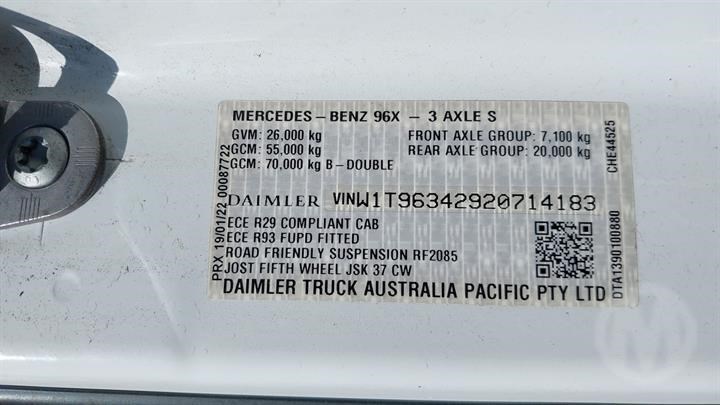 MERCEDES-BENZ 96X - 3 AXLE S
GVM: 26,000 kg
GCM: 55,000 kg
GCM: 70,000 kg B-DOUBLE
FRONT AXLE GROUP: 7,100 kg
REAR AXLE GROUP: 20,000 kg
DAIMLER VINW1T96342920714183
ECE R29 COMPLIANT CAB
ECE R93 FUPD FITTED
ROAD FRIENDLY SUSPENSION RF2085
JOST FIFTH WHEEL JSK 37 CW
DAIMLER TRUCK AUSTRALIA PACIFIC PTY LTD
PRX 19/01/22 00087722
CHE44525
DTA1390100880
M